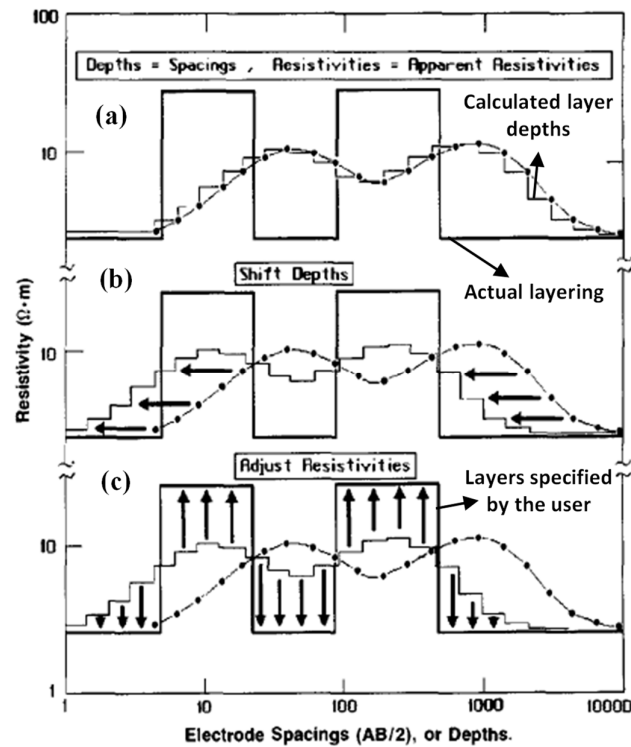 100
Depths = Spacings , Resistivities = Apparent Resistivities
(a)
Calculated layer
depths
10
Actual layering
(b)
Shift Depths
10
Resistivity (Ω·m)
(c)
Adjust Resistivities
Layers specified
by the user
10
1
1 10 100 1000 10000
Electrode Spacings (AB/2), or Depths.